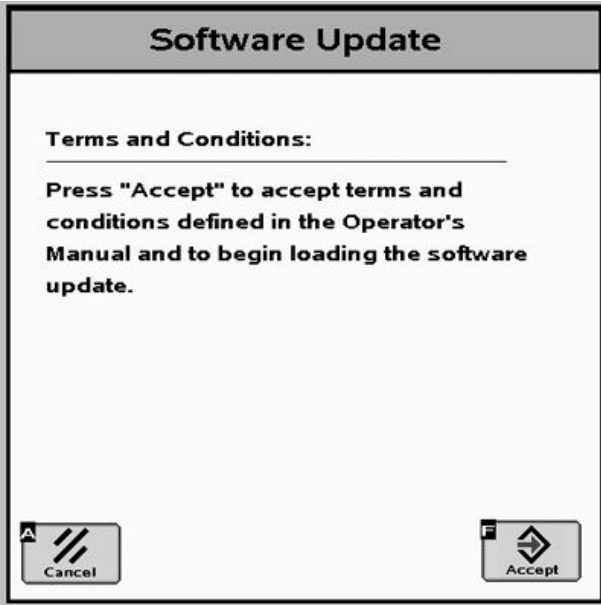 Software Update
Terms and Conditions:
Press "Accept" to accept terms and
conditions defined in the Operator's
Manual and to begin loading the software
update.
A
Cancel
F
Accept